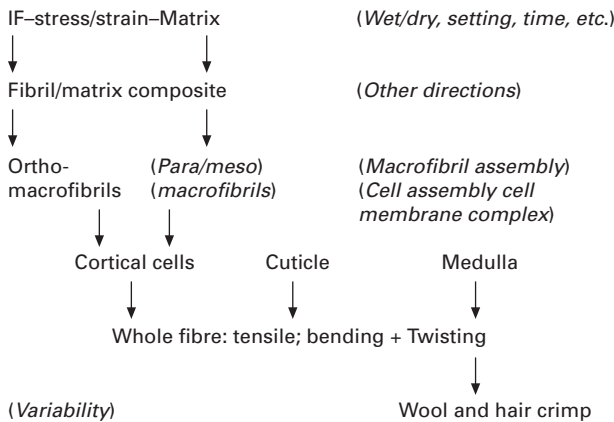 IF–stress/strain–Matrix (Wet/dry, setting, time, etc.)
Fibril/matrix composite (Other directions)
Ortho- (Para/meso) (Macrofibril assembly)
macrofibrils (macrofibrils) (Cell assembly cell
membrane complex)
Cortical cells Cuticle Medulla
Whole fibre: tensile; bending + Twisting
(Variability) Wool and hair crimp